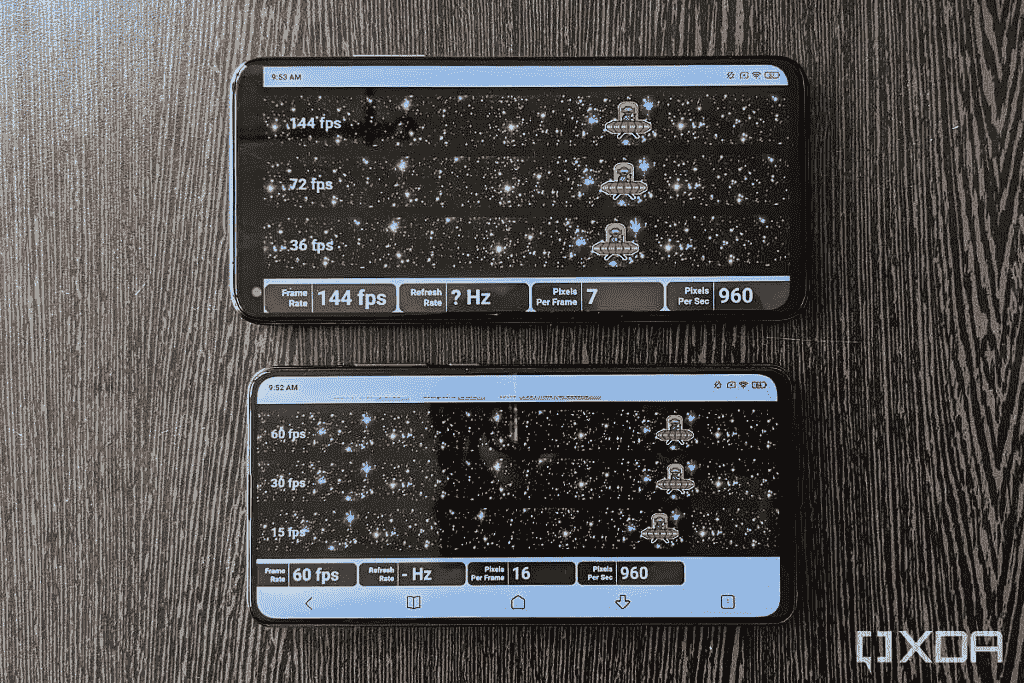 9:53 AM
144 fps
72 fps
36 fps
Frame Rate 144 fps Refresh Rate ? Hz Pixels Per Frame 7 Pixels Per Sec 960
9:52 AM
60 fps
30 fps
15 fps
Frame Rate 60 fps Refresh Rate - Hz Pixels Per Frame 16 Pixels Per Sec 960
1
XDA